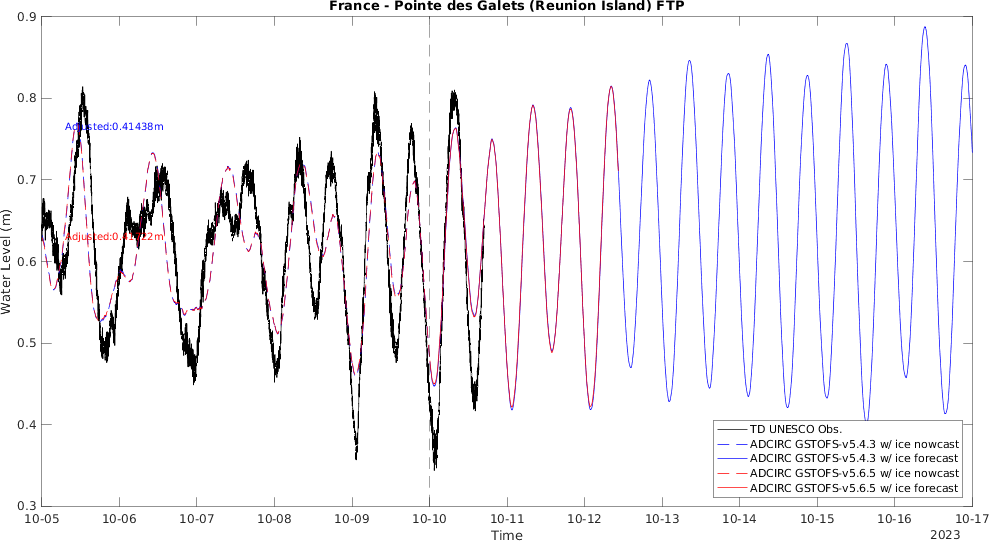 France - Pointe des Galets (Reunion Island) FTP
0.9
0.8
0.7
0.6
0.5
0.4
0.3
Water Level (m)
Adjusted:0.41438m
TD UNESCO Obs.
ADCIRC GSTOFS-v5.4.3 w/ ice nowcast
ADCIRC GSTOFS-v5.4.3 w/ ice forecast
ADCIRC GSTOFS-v5.6.5 w/ ice nowcast
ADCIRC GSTOFS-v5.6.5 w/ ice forecast
10-05 10-06 10-07 10-08 10-09 10-10 10-11 10-12 10-13 10-14 10-15 10-16 10-17
Time
2023